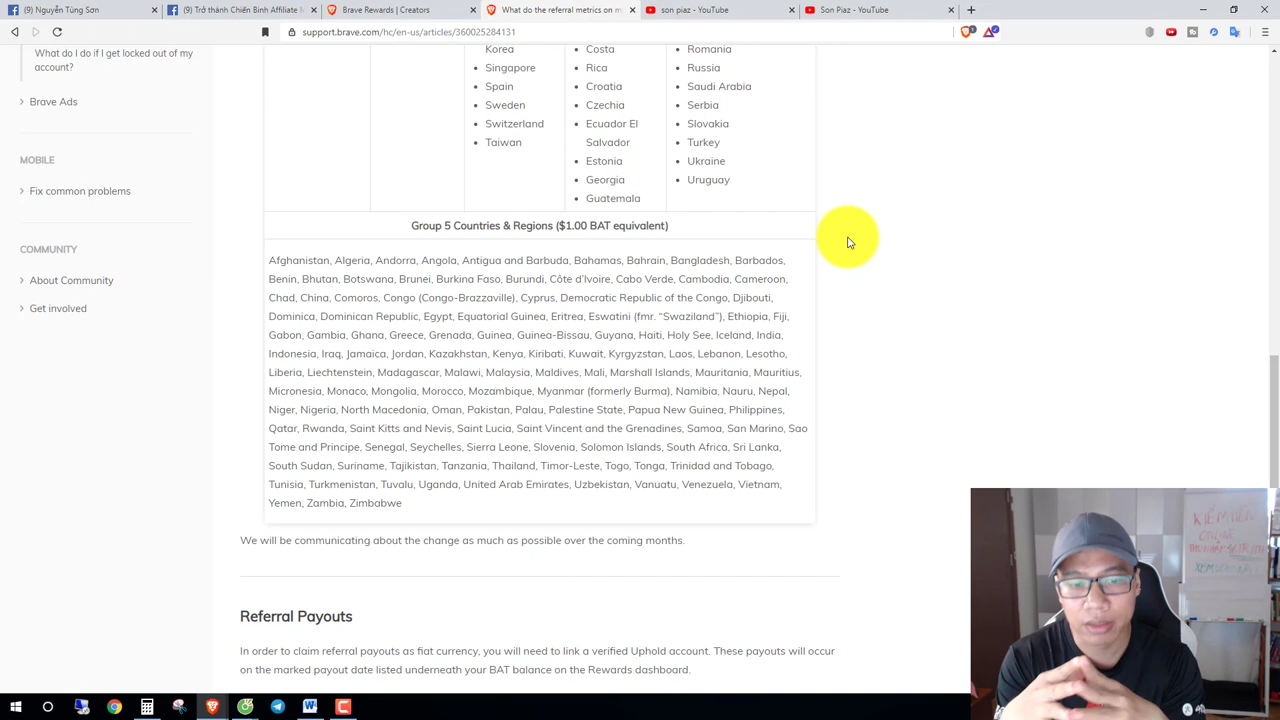 (9) Nguyễn Tùng Sơn
(9) Trở thành Chiến Binh Affiliate M
Brave Rewards | Creators
What do the referral metrics on m
son piaz - YouTube
Son Piaz - YouTube
support.brave.com/hc/en-us/articles/360025284131
What do I do if I get locked out of my
account?
Brave Ads
MOBILE
Fix common problems
COMMUNITY
About Community
Get involved
Korea
Singapore
Spain
Sweden
Switzerland
Taiwan
Costa
Rica
Croatia
Czechia
Ecuador El
Salvador
Estonia
Georgia
Guatemala
Romania
Russia
Saudi Arabia
Serbia
Slovakia
Turkey
Ukraine
Uruguay
Group 5 Countries & Regions ($1.00 BAT equivalent)
Afghanistan, Algeria, Andorra, Angola, Antigua and Barbuda, Bahamas, Bahrain, Bangladesh, Barbados,
Benin, Bhutan, Botswana, Brunei, Burkina Faso, Burundi, Côte d’Ivoire, Cabo Verde, Cambodia, Cameroon,
Chad, China, Comoros, Congo (Congo-Brazzaville), Cyprus, Democratic Republic of the Congo, Djibouti,
Dominica, Dominican Republic, Egypt, Equatorial Guinea, Eritrea, Eswatini (fmr. “Swaziland”), Ethiopia, Fiji,
Gabon, Gambia, Ghana, Greece, Grenada, Guinea, Guinea-Bissau, Guyana, Haiti, Holy See, Iceland, India,
Indonesia, Iraq, Jamaica, Jordan, Kazakhstan, Kenya, Kiribati, Kuwait, Kyrgyzstan, Laos, Lebanon, Lesotho,
Liberia, Liechtenstein, Madagascar, Malawi, Malaysia, Maldives, Mali, Marshall Islands, Mauritania, Mauritius,
Micronesia, Monaco, Mongolia, Morocco, Mozambique, Myanmar (formerly Burma), Namibia, Nauru, Nepal,
Niger, Nigeria, North Macedonia, Oman, Pakistan, Palau, Palestine State, Papua New Guinea, Philippines,
Qatar, Rwanda, Saint Kitts and Nevis, Saint Lucia, Saint Vincent and the Grenadines, Samoa, San Marino, Sao
Tome and Principe, Senegal, Seychelles, Sierra Leone, Slovenia, Solomon Islands, South Africa, Sri Lanka,
South Sudan, Suriname, Tajikistan, Tanzania, Thailand, Timor-Leste, Togo, Tonga, Trinidad and Tobago,
Tunisia, Turkmenistan, Tuvalu, Uganda, United Arab Emirates, Uzbekistan, Vanuatu, Venezuela, Vietnam,
Yemen, Zambia, Zimbabwe
We will be communicating about the change as much as possible over the coming months.
Referral Payouts
In order to claim referral payouts as fiat currency, you will need to link a verified Uphold account. These payouts will occur
on the marked payout date listed underneath your BAT balance on the Rewards dashboard.
KIẾM TIỀN
ONLINE